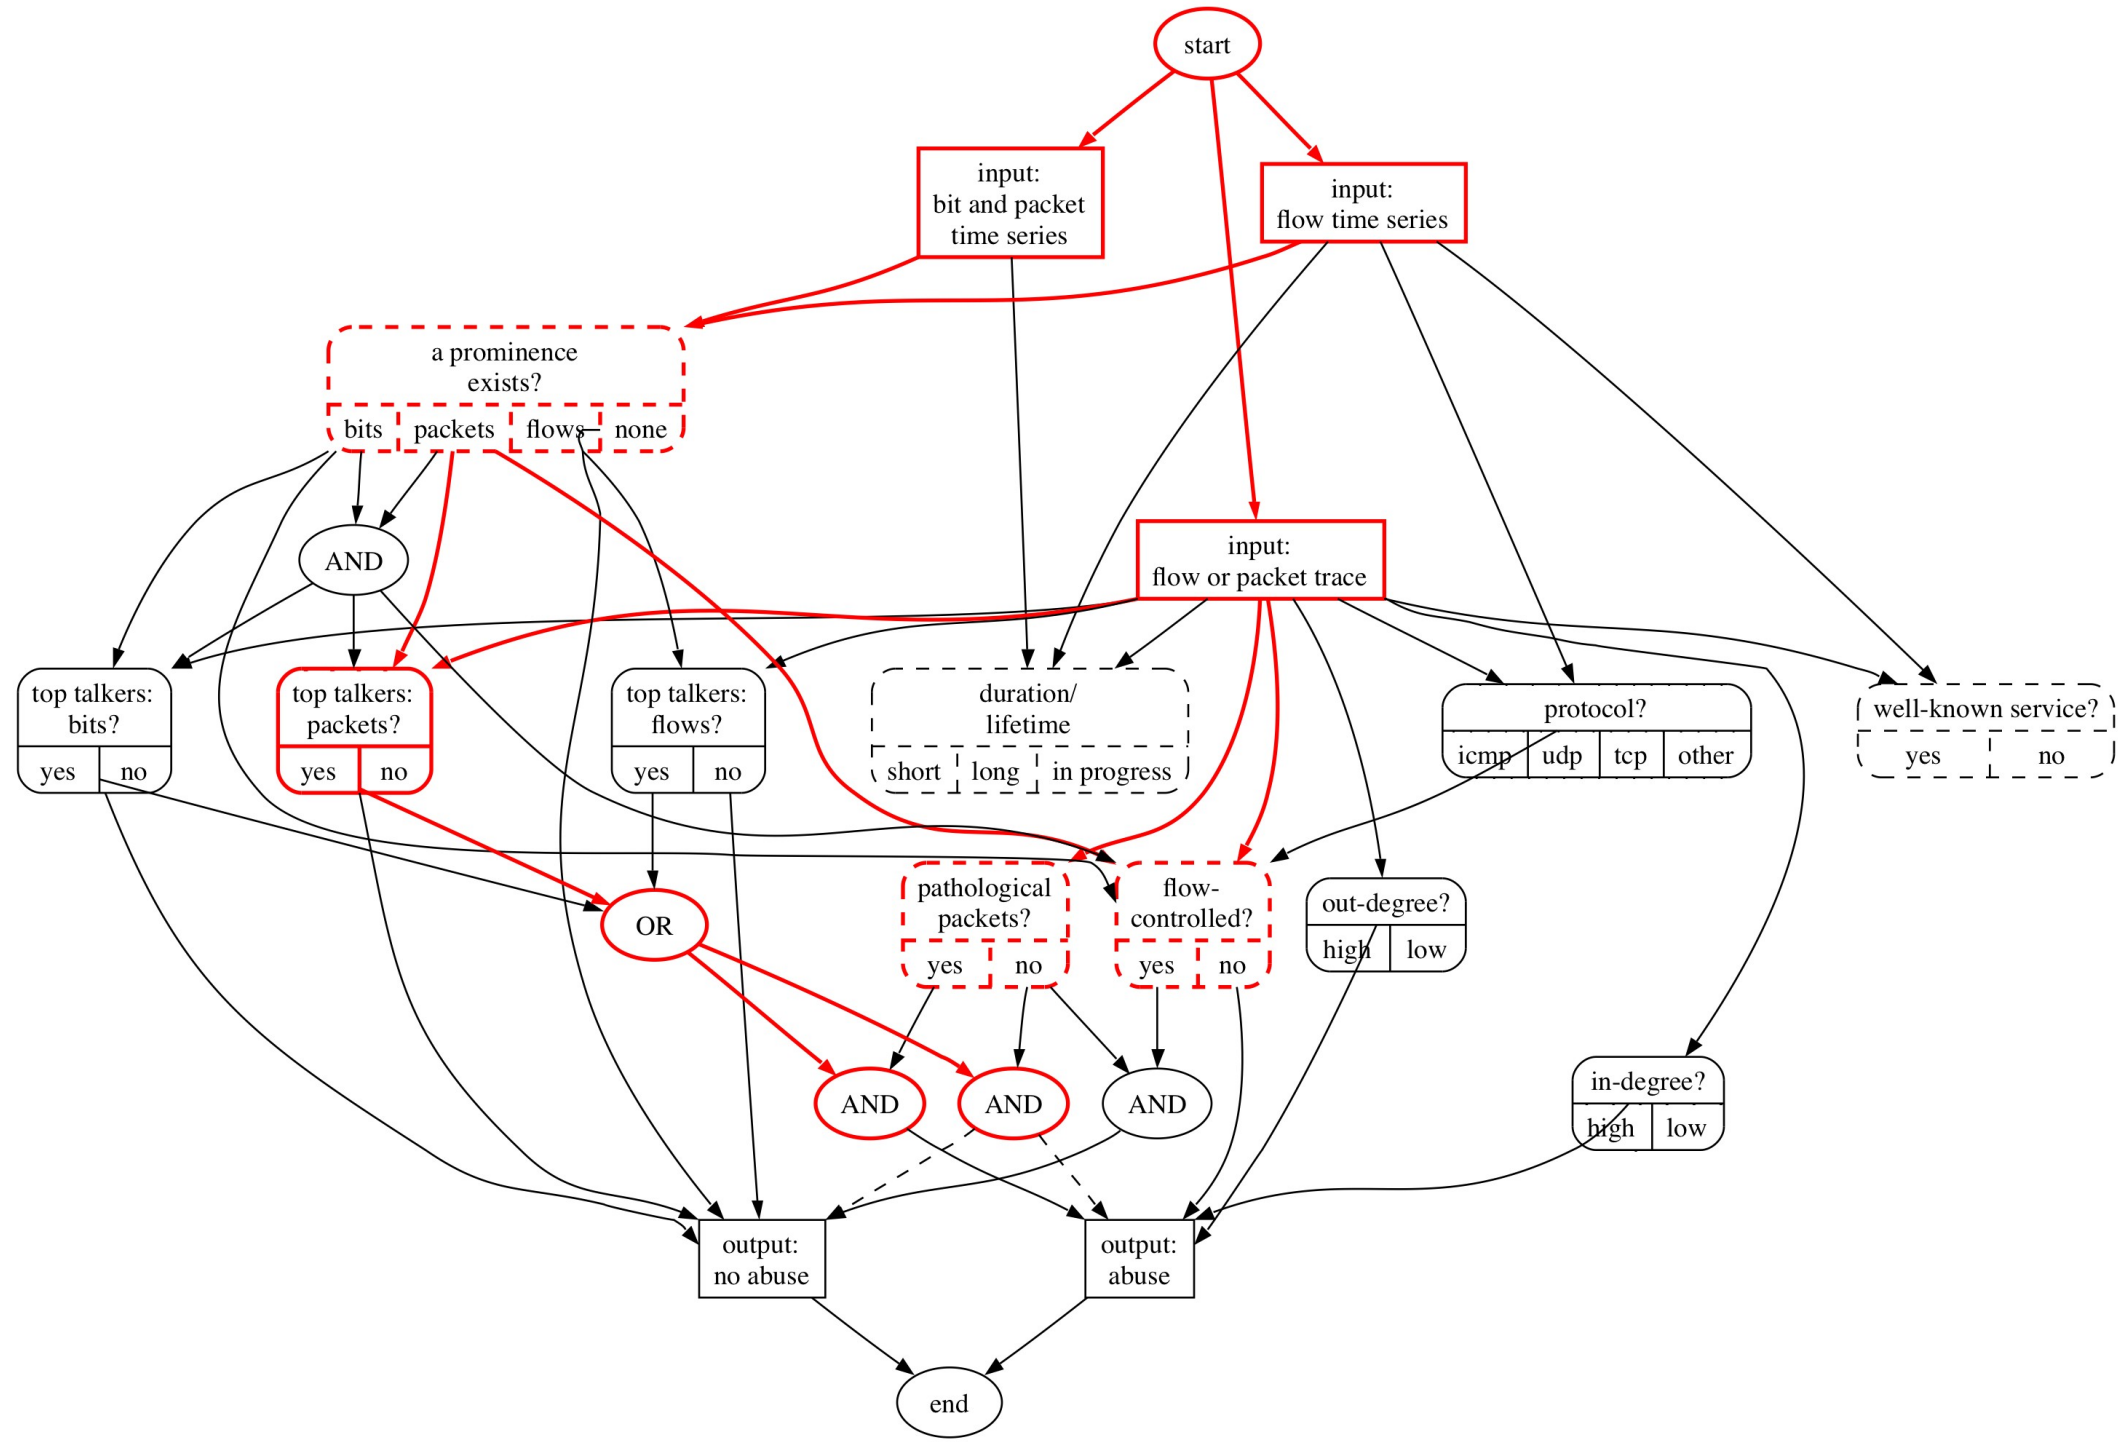 start
input:
bit and packet
time series
input:
flow time series
a prominence
exists?
bits
packets
flows
none
input:
flow or packet trace
AND
top talkers:
bits?
yes
no
top talkers:
packets?
yes
no
top talkers:
flows?
yes
no
duration/
lifetime
short
long
in progress
protocol?
icmp
udp
tcp
other
well-known service?
yes
no
OR
pathological
packets?
yes
no
flow-
controlled?
yes
no
out-degree?
high
low
AND
AND
AND
in-degree?
high
low
output:
no abuse
output:
abuse
end